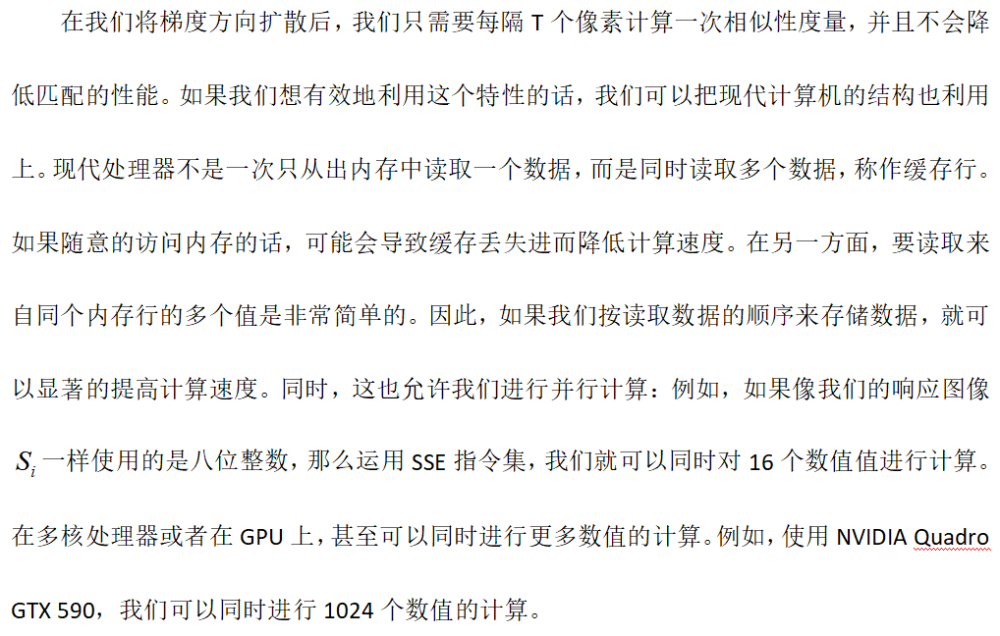 在我们将梯度方向扩散后，我们只需要每隔 T 个像素计算一次相似性度量，并且不会降
低匹配的性能。如果我们想有效地利用这个特性的话，我们可以把现代计算机的结构也利用
上。现代处理器不是一次只从出内存中读取一个数据，而是同时读取多个数据，称作缓存行。
如果随意的访问内存的话，可能会导致缓存丢失进而降低计算速度。在另一方面，要读取来
自同个内存行的多个值是非常简单的。因此，如果我们按读取数据的顺序来存储数据，就可
以显著的提高计算速度。同时，这也允许我们进行并行计算：例如，如果像我们的响应图像
S_i 一样使用的是八位整数，那么运用 SSE 指令集，我们就可以同时对 16 个数值值进行计算。
在多核处理器或者在 GPU 上，甚至可以同时进行更多数值的计算。例如，使用 NVIDIA Quadro
GTX 590，我们可以同时进行 1024 个数值的计算。